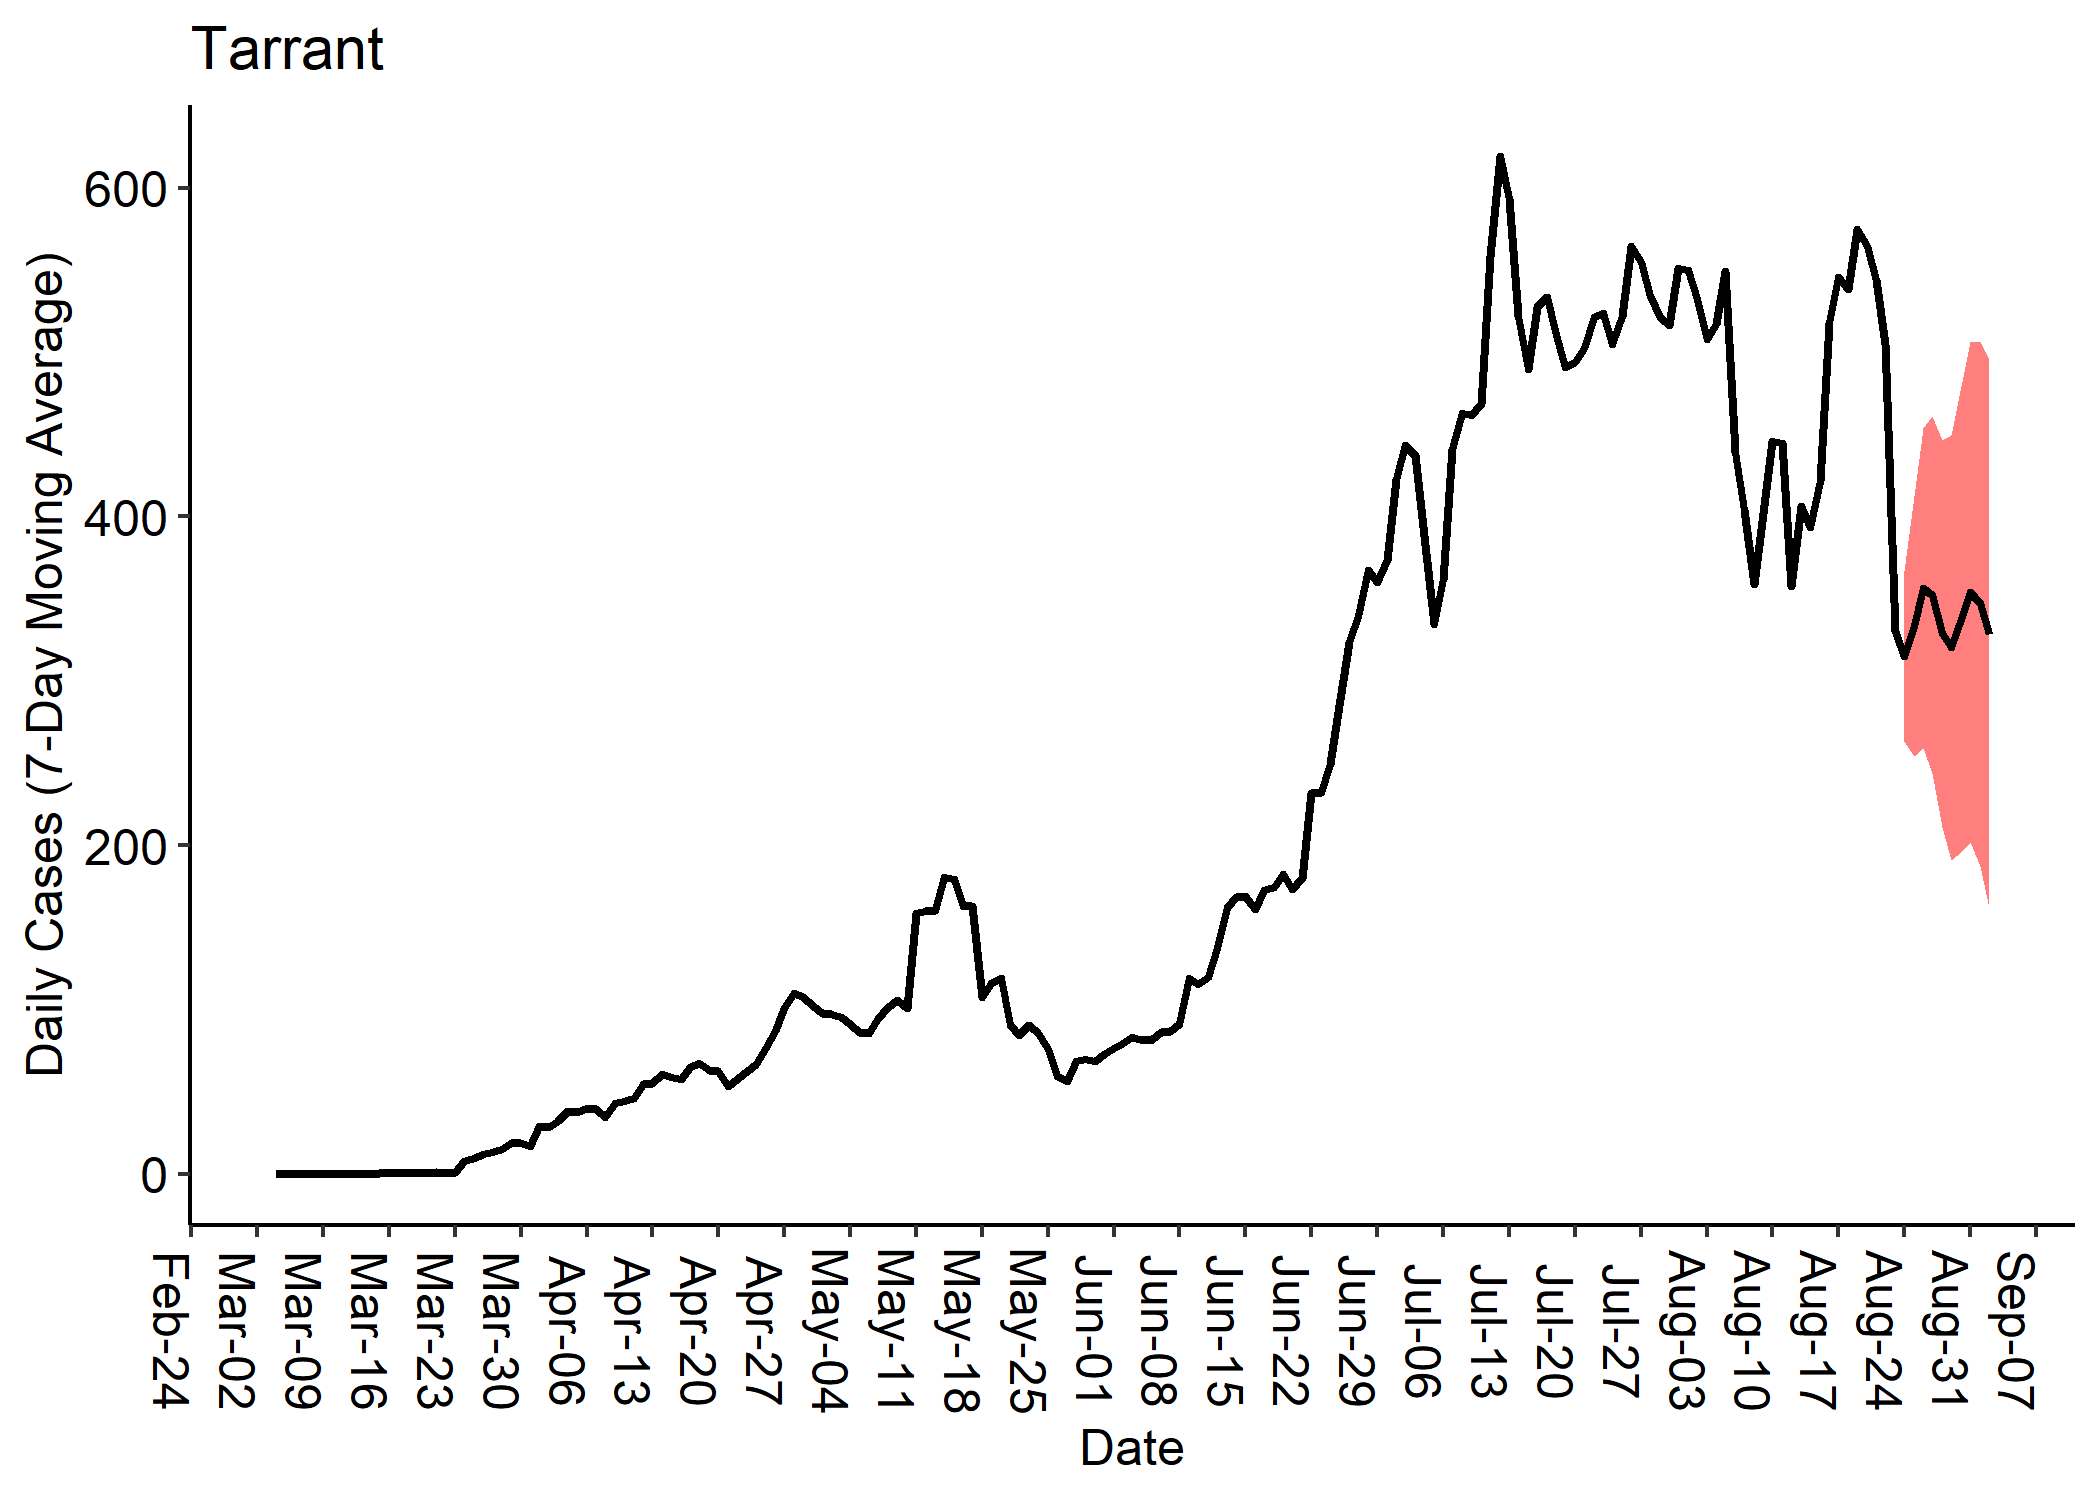 Tarrant
Daily Cases (7-Day Moving Average)
600
400
200
0
Feb-24
Mar-02
Mar-09
Mar-16
Mar-23
Mar-30
Apr-06
Apr-13
Apr-20
Apr-27
May-04
May-11
May-18
May-25
Jun-01
Jun-08
Jun-15
Jun-22
Jun-29
Jul-06
Jul-13
Jul-20
Jul-27
Aug-03
Aug-10
Aug-17
Aug-24
Aug-31
Sep-07
Date